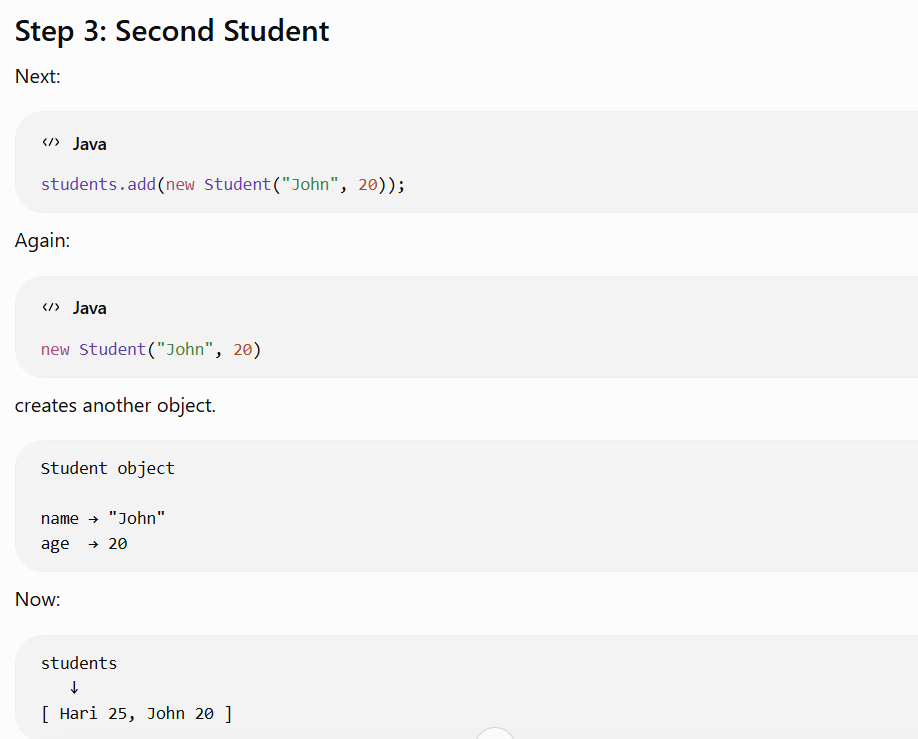 Step 3: Second Student
Next:
</> Java
students.add(new Student("John", 20));
Again:
</> Java
new Student("John", 20)
creates another object.
Student object
name → "John"
age → 20
Now:
students
↓
[ Hari 25, John 20 ]